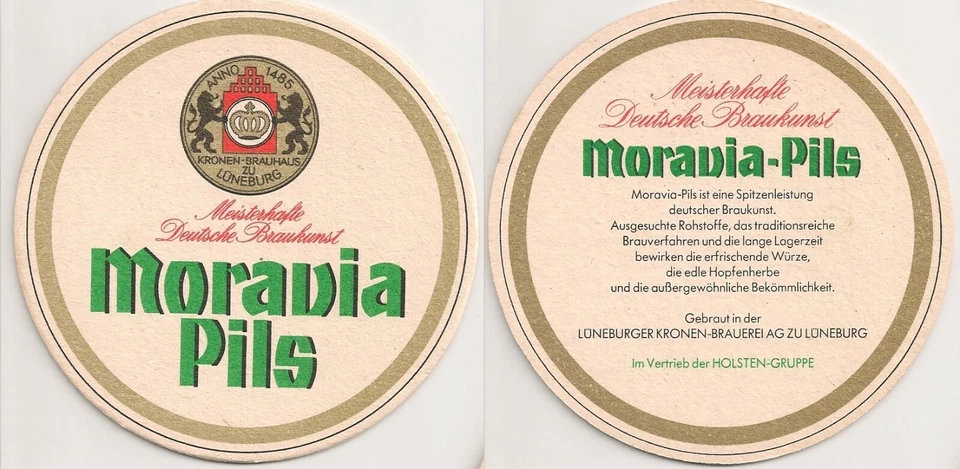 ANNO 1485
KRONEN-BRAUHAUS
ZU
LÜNEBURG
Meisterhafte
Deutsche Braukunst
Moravia
Pils
Meisterhafte
Deutsche Braukunst
Moravia-Pils
Moravia-Pils ist eine Spitzenleistung
deutscher Braukunst.
Ausgesuchte Rohstoffe, das traditionsreiche
Brauverfahren und die lange Lagerzeit
bewirken die erfrischende Würze,
die edle Hopfenherbe
und die außergewöhnliche Bekömmlichkeit.
Gebraut in der
LÜNEBURGER KRONEN-BRAUEREI AG ZU LÜNEBURG
Im Vertrieb der HOLSTEN-GRUPPE